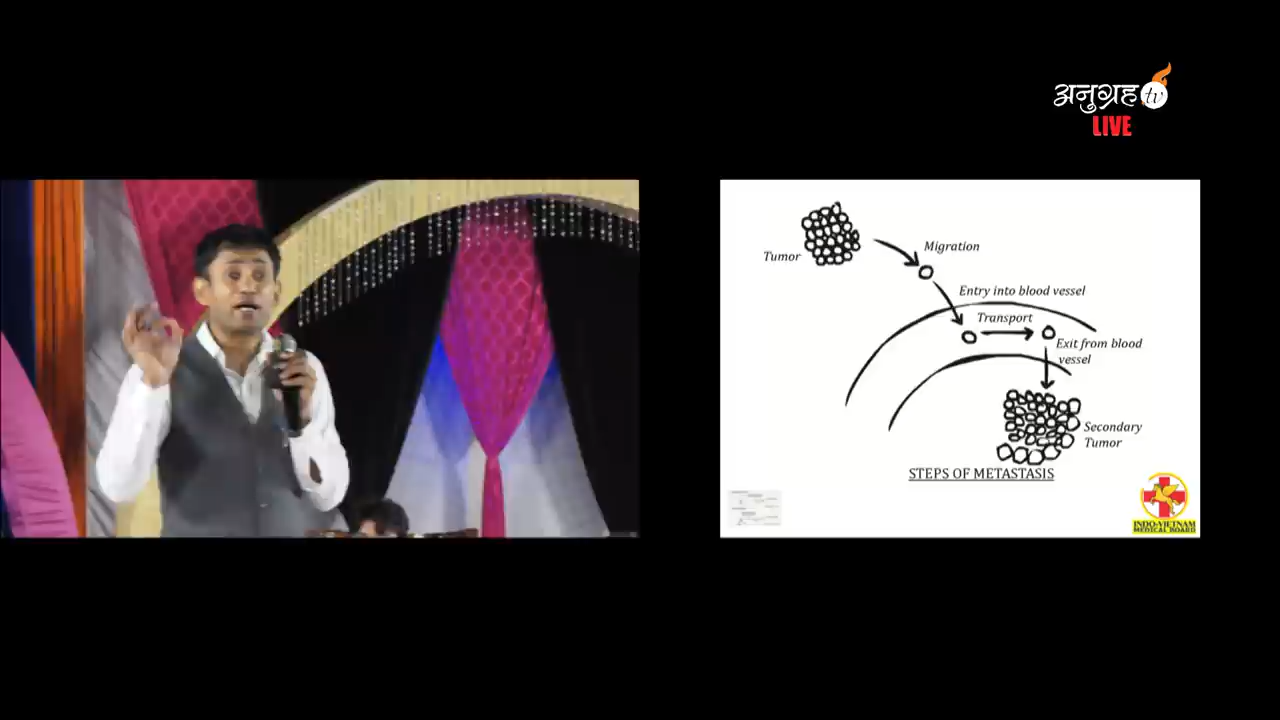 अनुग्रह tv
LIVE
Tumor
Migration
Entry into blood vessel
Transport
Exit from blood
vessel
Secondary
Tumor
STEPS OF METASTASIS
INDO-VIETNAM
MEDICAL BOARD